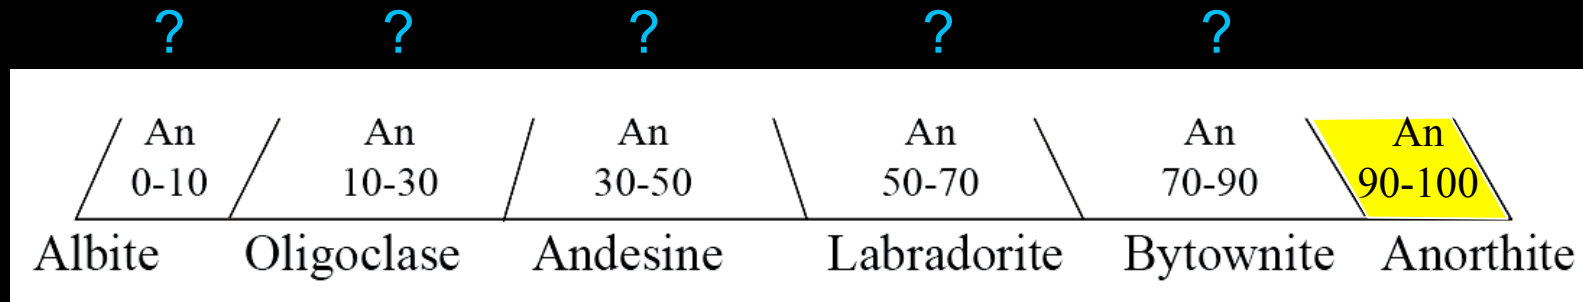 ? ? ? ? ?
An An An An An An
0-10 10-30 30-50 50-70 70-90 90-100
Albite Oligoclase Andesine Labradorite Bytownite Anorthite